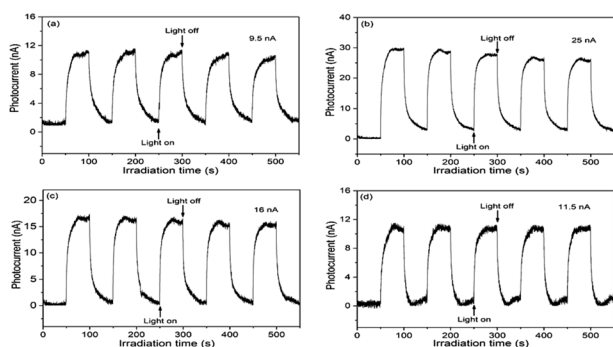 (a)
Light off
9.5 nA
Photocurrent (nA)
16
12
8
4
0
Light on
0 100 200 300 400 500
Irradiation time (s)
(b)
Light off
25 nA
Photocurrent (nA)
40
30
20
10
0
Light on
0 100 200 300 400 500
Irradiation time (s)
(c)
Light off
16 nA
Photocurrent (nA)
20
15
10
5
0
Light on
0 100 200 300 400 500
Irradiation time (s)
(d)
Light off
11.5 nA
Photocurrent (nA)
16
12
8
4
0
Light on
0 100 200 300 400 500
Irradiation time (s)